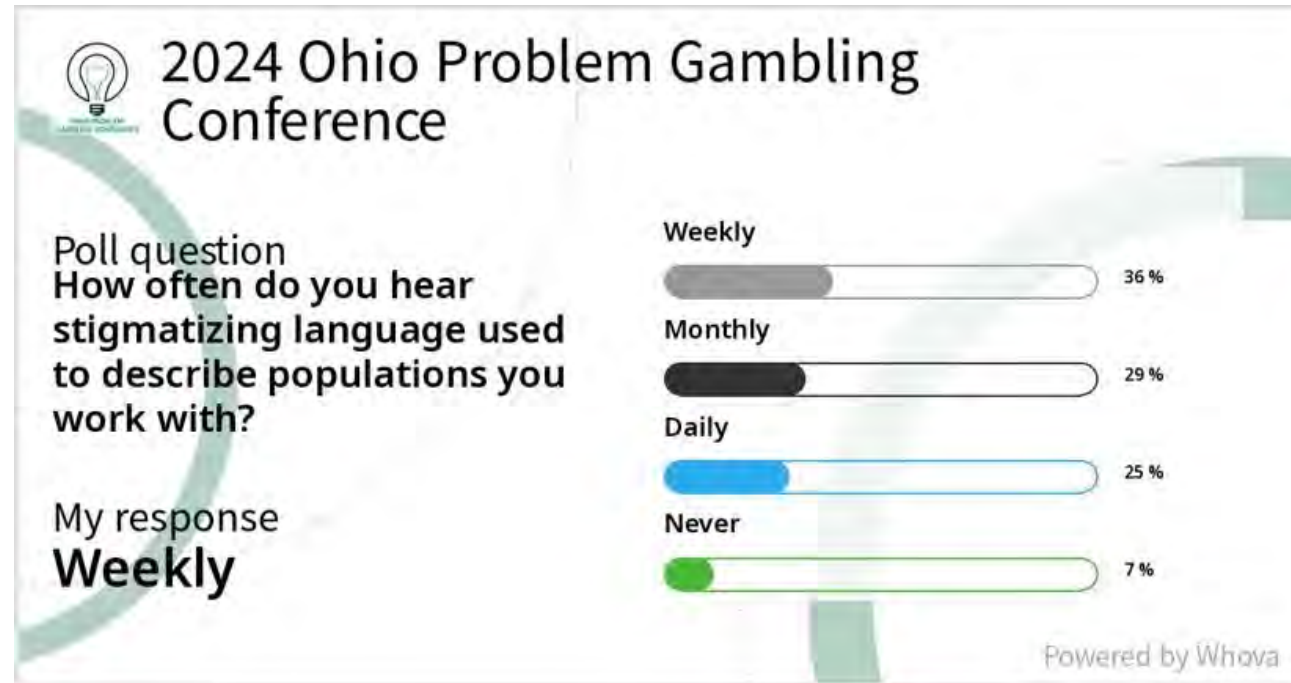 2024 Ohio Problem Gambling
Conference
Poll question
How often do you hear
stigmatizing language used
to describe populations you
work with?
My response
Weekly
Weekly
36 %
Monthly
29 %
Daily
25 %
Never
7 %
Powered by Whova